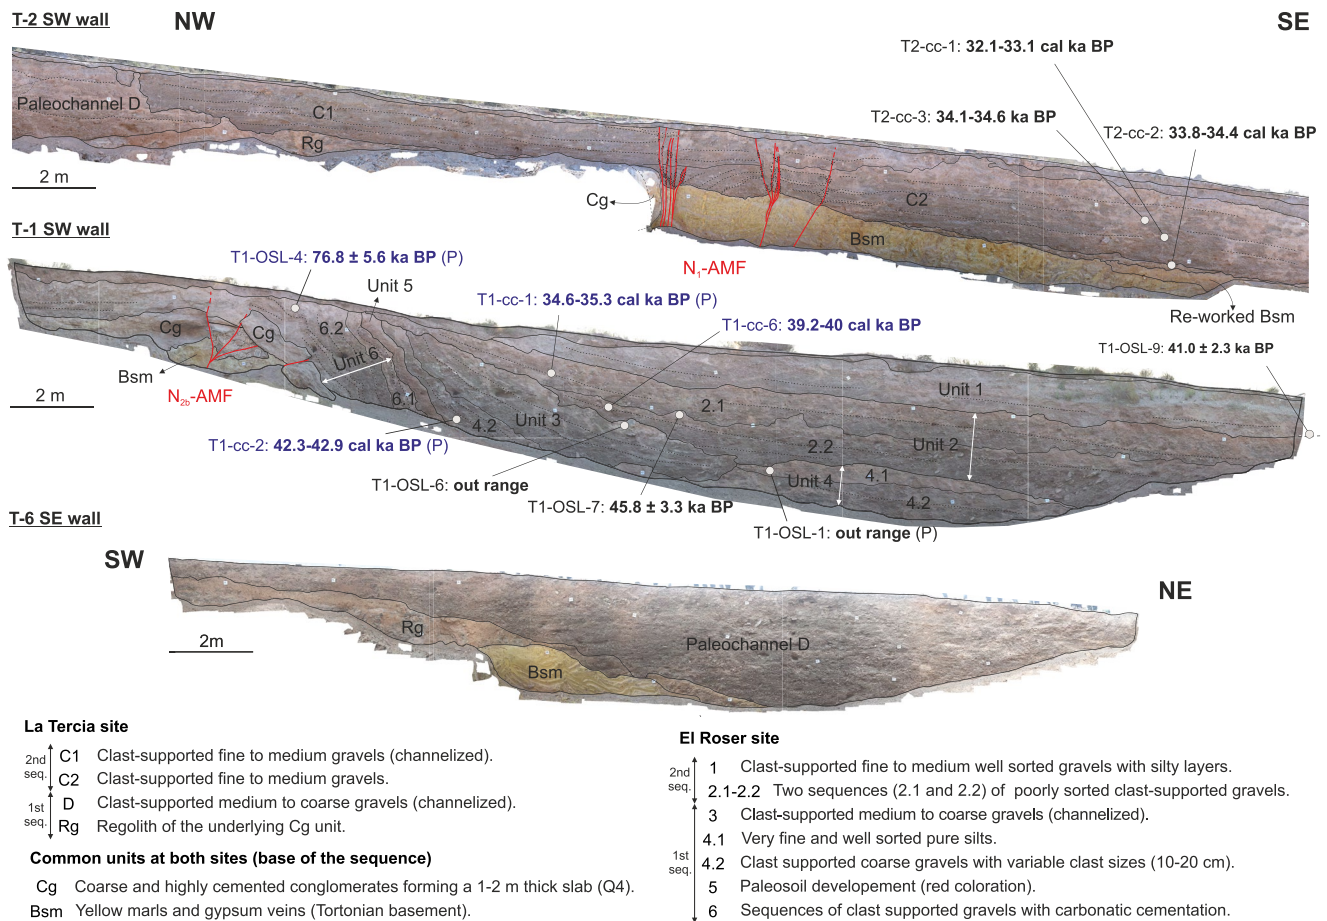 T-2 SW wall
NW
SE
T2-cc-1: 32.1-33.1 cal ka BP
T2-cc-3: 34.1-34.6 ka BP
T2-cc-2: 33.8-34.4 cal ka BP
Paleochannel D
C1
Rg
2 m
Cg
C2
Bsm
N1-AMF
Re-worked Bsm
T-1 SW wall
T1-OSL-4: 76.8 ± 5.6 ka BP (P)
Unit 5
T1-cc-1: 34.6-35.3 cal ka BP (P)
T1-cc-6: 39.2-40 cal ka BP
T1-OSL-9: 41.0 ± 2.3 ka BP
Cg
Cg
6.2
Unit 6
6.1
Bsm
N2b-AMF
2 m
Unit 1
2.1
Unit 3
4.2
2.2
Unit 2
Unit 4
4.1
4.2
T1-cc-2: 42.3-42.9 cal ka BP (P)
T1-OSL-6: out range
T1-OSL-7: 45.8 ± 3.3 ka BP
T1-OSL-1: out range (P)
T-6 SE wall
SW
NE
2m
Rg
Bsm
Paleochannel D
La Tercia site
2nd seq.
C1 Clast-supported fine to medium gravels (channelized).
C2 Clast-supported fine to medium gravels.
1st seq.
D Clast-supported medium to coarse gravels (channelized).
Rg Regolith of the underlying Cg unit.
Common units at both sites (base of the sequence)
Cg Coarse and highly cemented conglomerates forming a 1-2 m thick slab (Q4).
Bsm Yellow marls and gypsum veins (Tortonian basement).
El Roser site
2nd seq.
1 Clast-supported fine to medium well sorted gravels with silty layers.
2.1-2.2 Two sequences (2.1 and 2.2) of poorly sorted clast-supported gravels.
1st seq.
3 Clast-supported medium to coarse gravels (channelized).
4.1 Very fine and well sorted pure silts.
4.2 Clast supported coarse gravels with variable clast sizes (10-20 cm).
5 Paleosoil developement (red coloration).
6 Sequences of clast supported gravels with carbonatic cementation.